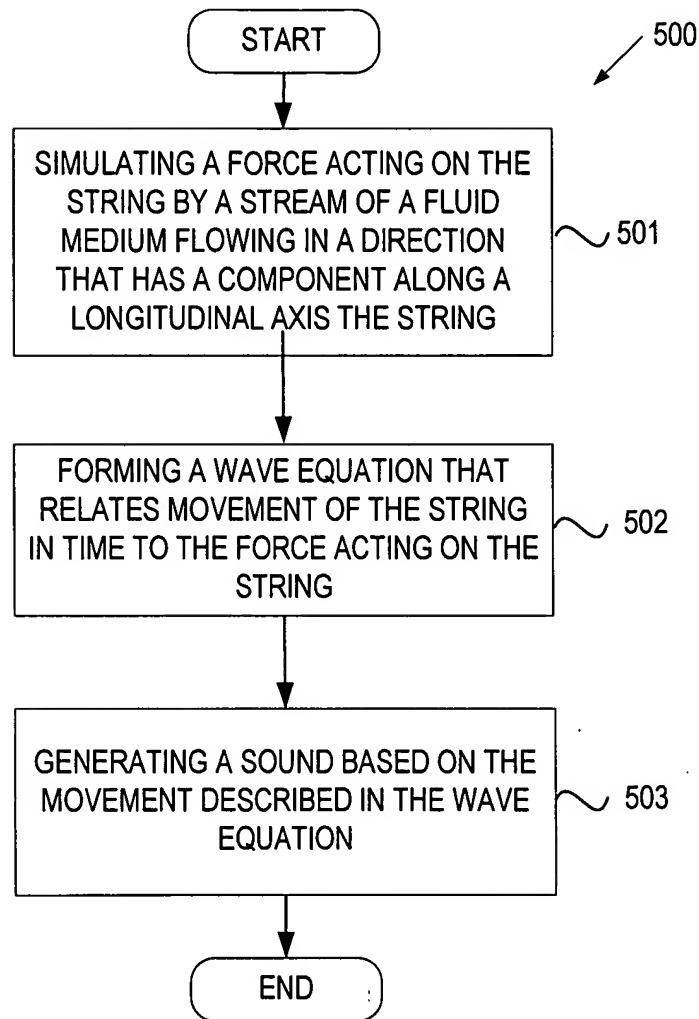 START
500
SIMULATING A FORCE ACTING ON THE
STRING BY A STREAM OF A FLUID
MEDIUM FLOWING IN A DIRECTION
THAT HAS A COMPONENT ALONG A
LONGITUDINAL AXIS THE STRING
501
FORMING A WAVE EQUATION THAT
RELATES MOVEMENT OF THE STRING
IN TIME TO THE FORCE ACTING ON THE
STRING
502
GENERATING A SOUND BASED ON THE
MOVEMENT DESCRIBED IN THE WAVE
EQUATION
503
END